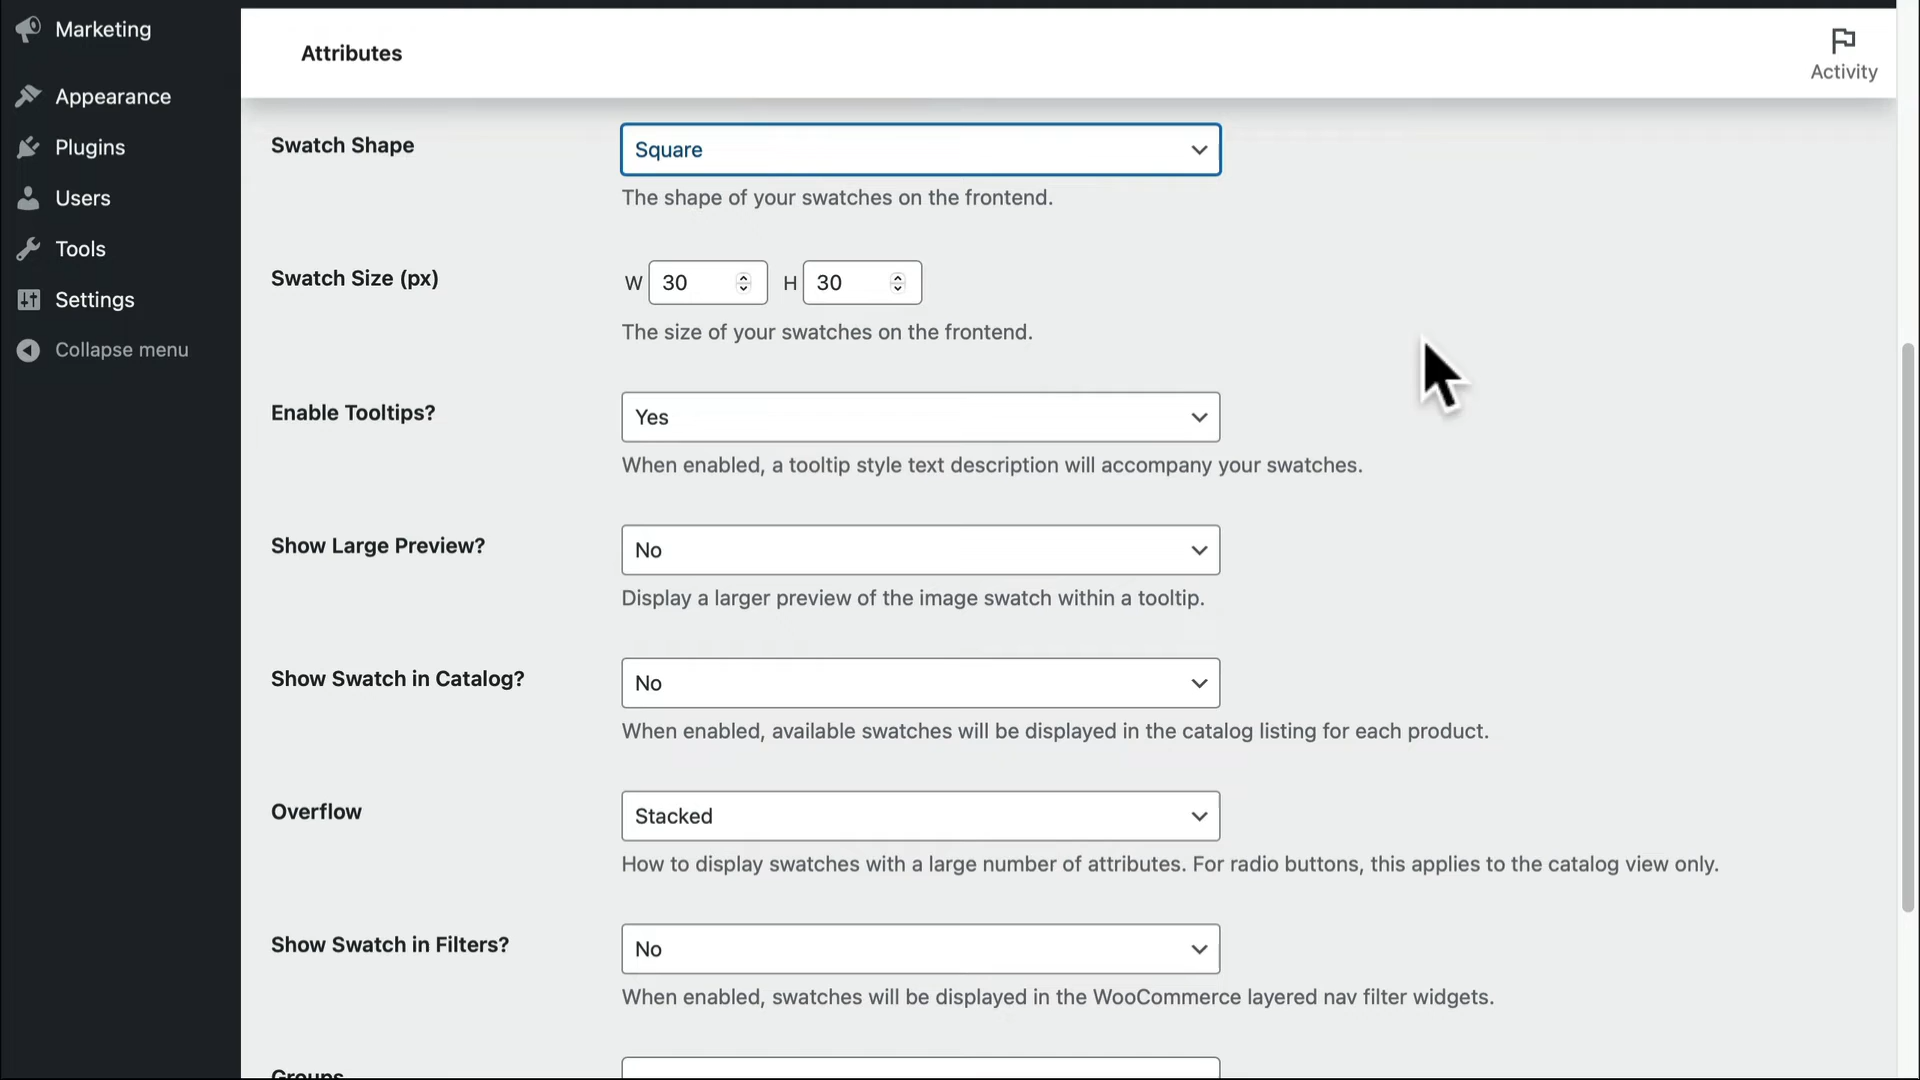 Marketing
Appearance
Plugins
Users
Tools
Settings
Collapse menu
Attributes
Activity
Swatch Shape
Square
The shape of your swatches on the frontend.
Swatch Size (px)
W 30 H 30
The size of your swatches on the frontend.
Enable Tooltips?
Yes
When enabled, a tooltip style text description will accompany your swatches.
Show Large Preview?
No
Display a larger preview of the image swatch within a tooltip.
Show Swatch in Catalog?
No
When enabled, available swatches will be displayed in the catalog listing for each product.
Overflow
Stacked
How to display swatches with a large number of attributes. For radio buttons, this applies to the catalog view only.
Show Swatch in Filters?
No
When enabled, swatches will be displayed in the WooCommerce layered nav filter widgets.
Groups